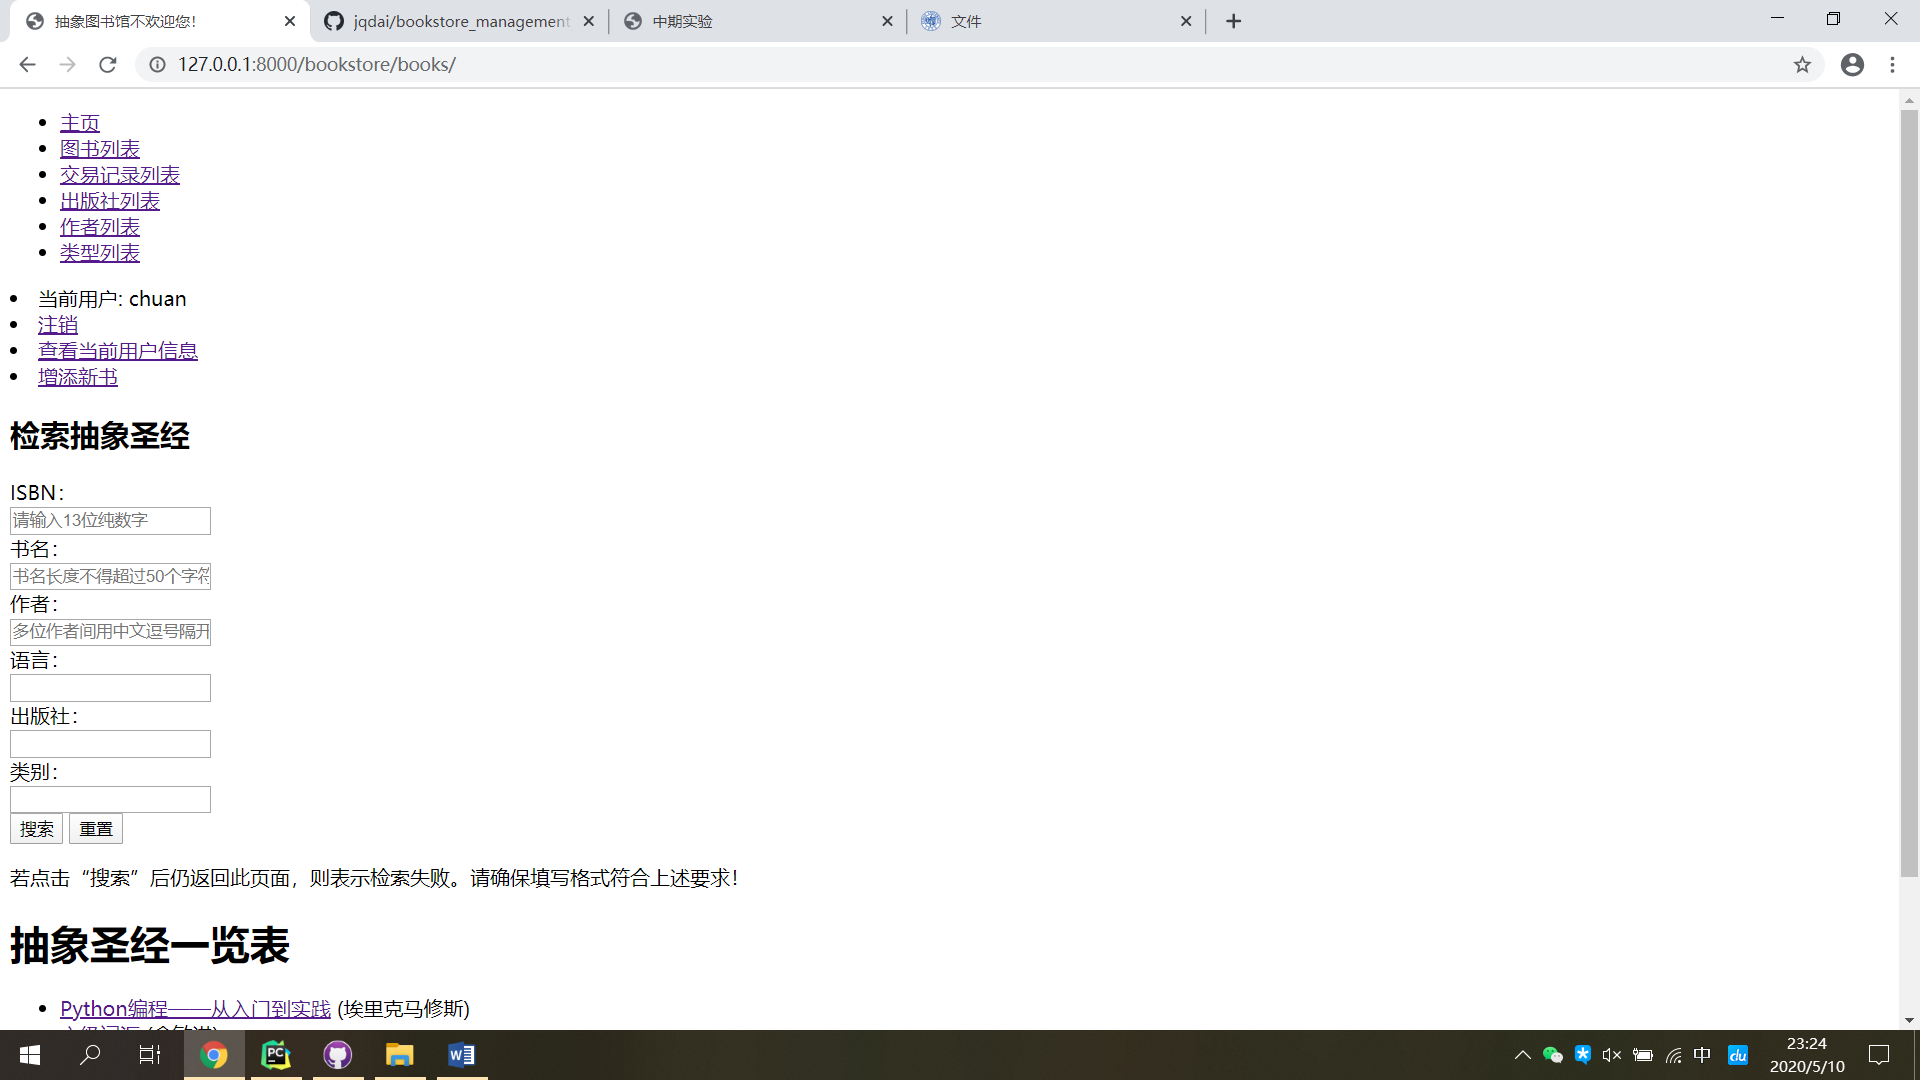 抽象图书馆不欢迎您！
jqdai/bookstore_management
中期实验
文件
127.0.0.1:8000/bookstore/books/
主页
图书列表
交易记录列表
出版社列表
作者列表
类型列表
当前用户: chuan
注销
查看当前用户信息
增添新书
检索抽象圣经
ISBN：
请输入13位纯数字
书名：
书名长度不得超过50个字符
作者：
多位作者间用中文逗号隔开
语言：
出版社：
类别：
搜索 重置
若点击“搜索”后仍返回此页面，则表示检索失败。请确保填写格式符合上述要求！
抽象圣经一览表
Python编程——从入门到实践 (埃里克马修斯)
PC
W
中
du
23:24
2020/5/10